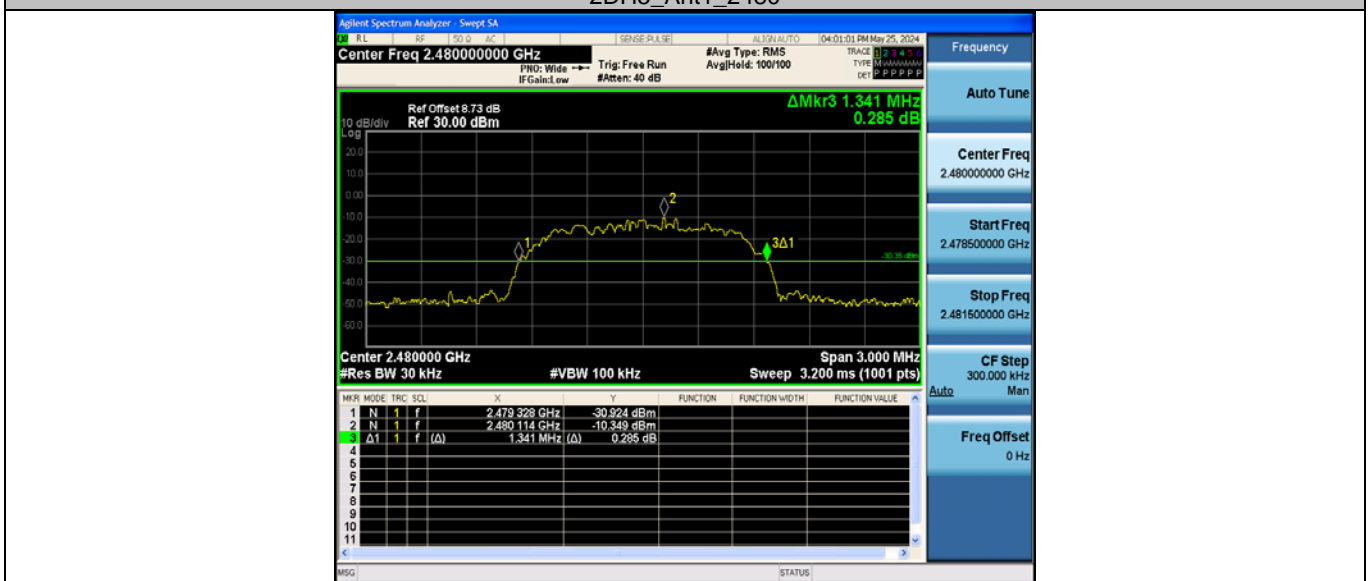 Agilent Spectrum Analyzer - Swept SA
RL RF 50 Ω AC SENSE:PULSE ALIGN AUTO 04:01:01 PM May 25, 2024
Center Freq 2.480000000 GHz
PNO: Wide
IFGain:Low
Trig: Free Run
#Atten: 40 dB
#Avg Type: RMS
Avg|Hold: 100/100
TRACE 1 2 3 4 5 6
TYPE M
DET P P P P P P
Ref Offset 8.73 dB
10 dB/div Ref 30.00 dBm
Log
ΔMkr3 1.341 MHz
0.285 dB
20.0
10.0
0.00
-10.0
-20.0
-30.0
-40.0
-50.0
-60.0
1
2
3Δ1
-30.35 dBm
Center 2.480000 GHz Span 3.000 MHz
#Res BW 30 kHz #VBW 100 kHz Sweep 3.200 ms (1001 pts)
MKR MODE TRC SCL X Y FUNCTION FUNCTION WIDTH FUNCTION VALUE
1 N 1 f 2.479 328 GHz -30.924 dBm
2 N 1 f 2.480 114 GHz -10.349 dBm
3 Δ1 1 f (Δ) 1.341 MHz (Δ) 0.285 dB
4
5
6
7
8
9
10
11
MSG STATUS
Frequency
Auto Tune
Center Freq
2.480000000 GHz
Start Freq
2.478500000 GHz
Stop Freq
2.481500000 GHz
CF Step
300.000 kHz
Auto Man
Freq Offset
0 Hz